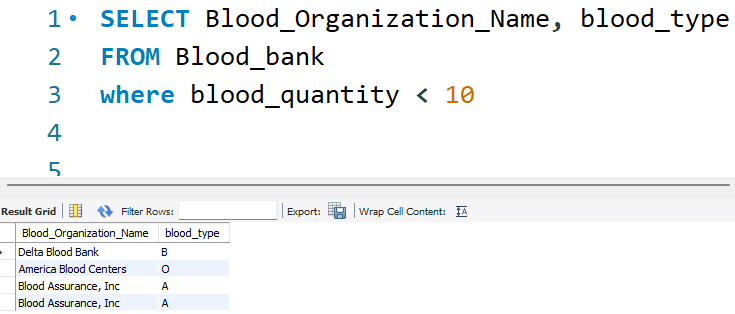 1 SELECT Blood_Organization_Name, blood_type
2 FROM Blood_bank
3 where blood_quantity < 10
4
5
Result Grid Filter Rows: Export: Wrap Cell Content:
Blood_Organization_Name blood_type
Delta Blood Bank B
America Blood Centers O
Blood Assurance, Inc A
Blood Assurance, Inc A